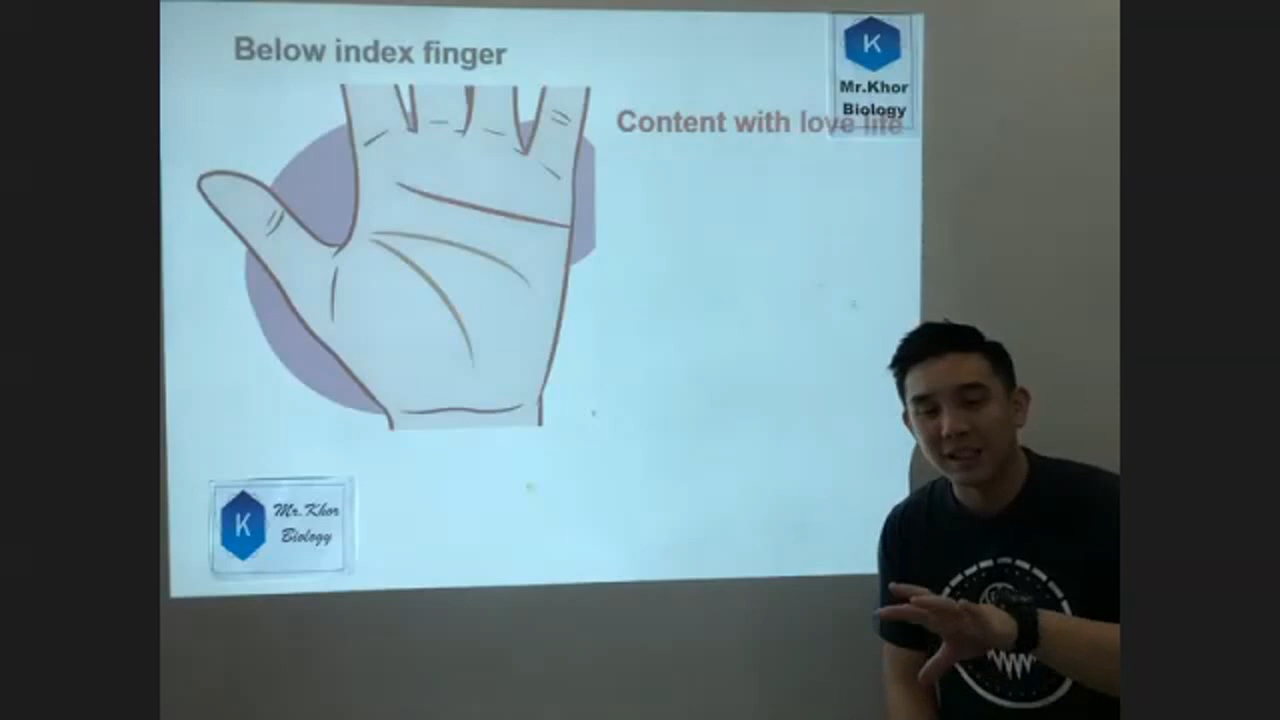 Below index finger
K
Mr.Khor
Biology
Content with love life
K
Mr.Khor
Biology